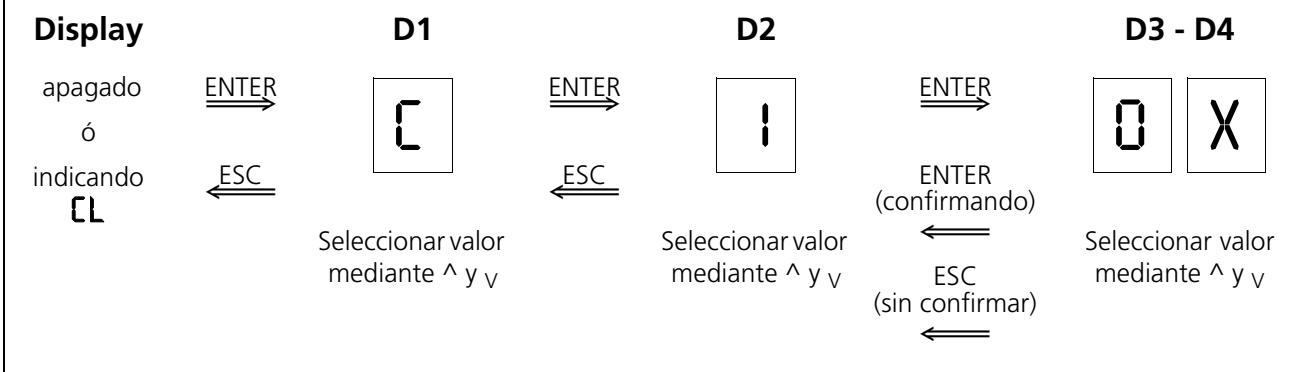 Display D1 D2 D3 - D4
apagado ENTER ENTER ENTER
C 1 0 X
ó
indicando ESC ESC ENTER
CL (confirmando)
Seleccionar valor Seleccionar valor Seleccionar valor
mediante ^ y v mediante ^ y v mediante ^ y v
ESC
(sin confirmar)